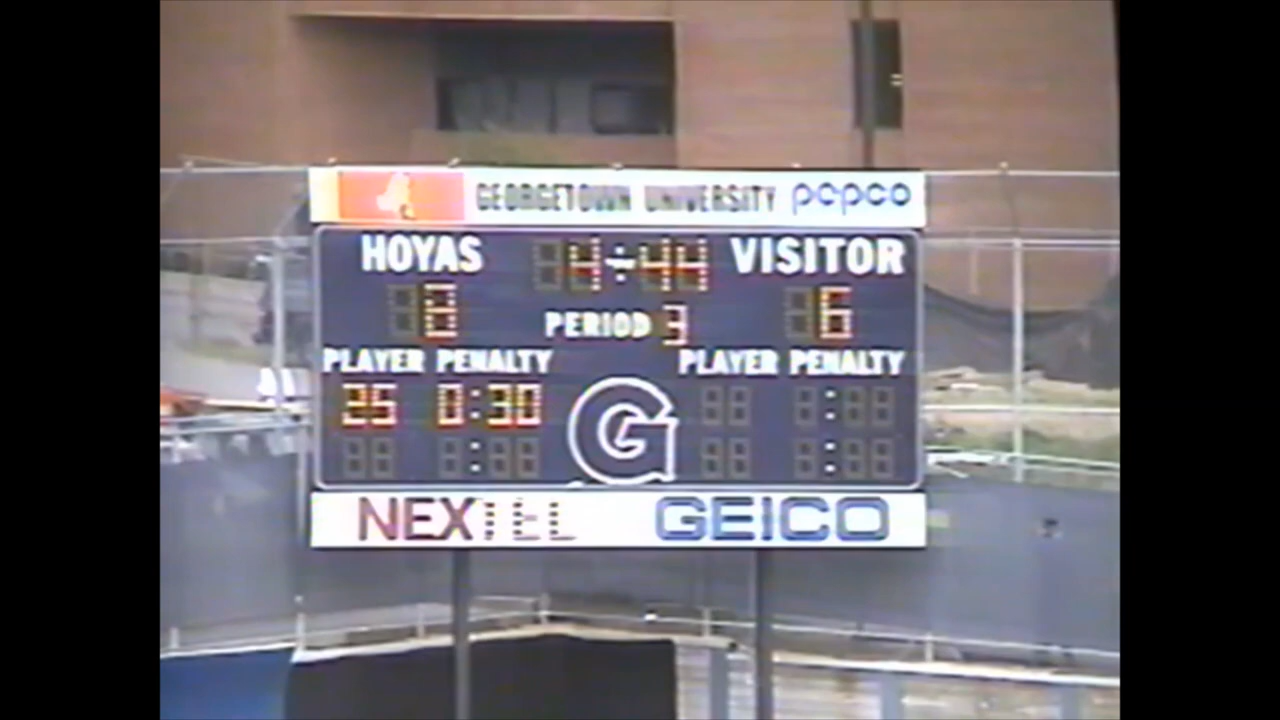 GEORGETOWN UNIVERSITY pepco
HOYAS 4:44 VISITOR
8 PERIOD 3 6
PLAYER PENALTY PLAYER PENALTY
25 0:30
G
NEXTEL GEICO